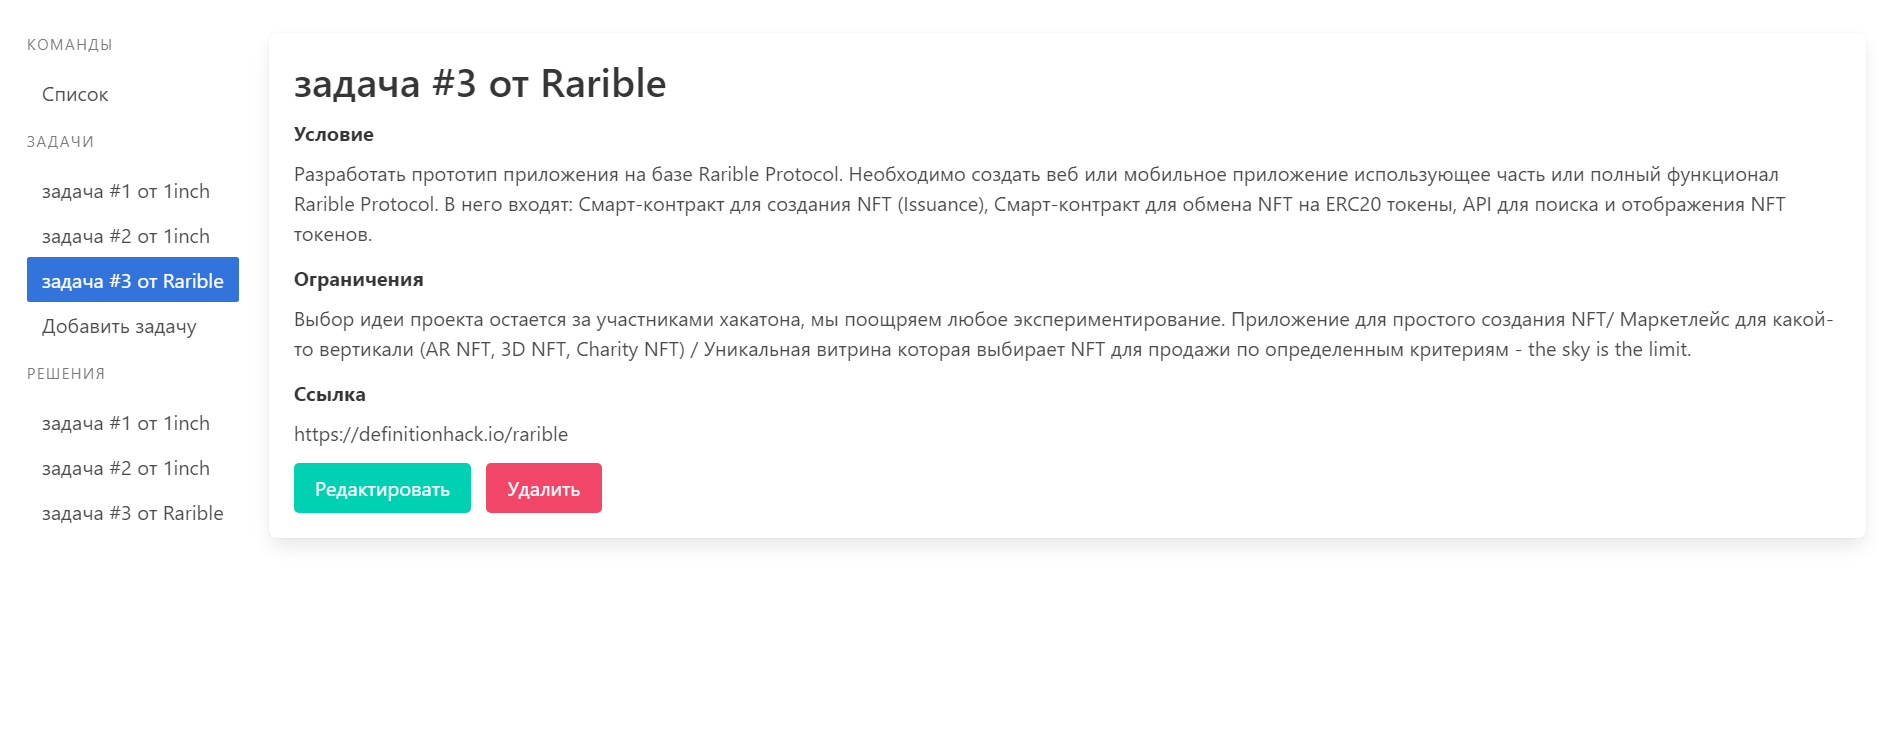 КОМАНДЫ
Список
ЗАДАЧИ
задача #1 от 1inch
задача #2 от 1inch
задача #3 от Rarible
Добавить задачу
РЕШЕНИЯ
задача #1 от 1inch
задача #2 от 1inch
задача #3 от Rarible
задача #3 от Rarible
Условие
Разработать прототип приложения на базе Rarible Protocol. Необходимо создать веб или мобильное приложение использующее часть или полный функционал
Rarible Protocol. В него входят: Смарт-контракт для создания NFT (Issuance), Смарт-контракт для обмена NFT на ERC20 токены, API для поиска и отображения NFT
токенов.
Ограничения
Выбор идеи проекта остается за участниками хакатона, мы поощряем любое экспериментирование. Приложение для простого создания NFT/ Маркетлейс для какой-
то вертикали (AR NFT, 3D NFT, Charity NFT) / Уникальная витрина которая выбирает NFT для продажи по определенным критериям - the sky is the limit.
Ссылка
https://definitionhack.io/rarible
Редактировать
Удалить